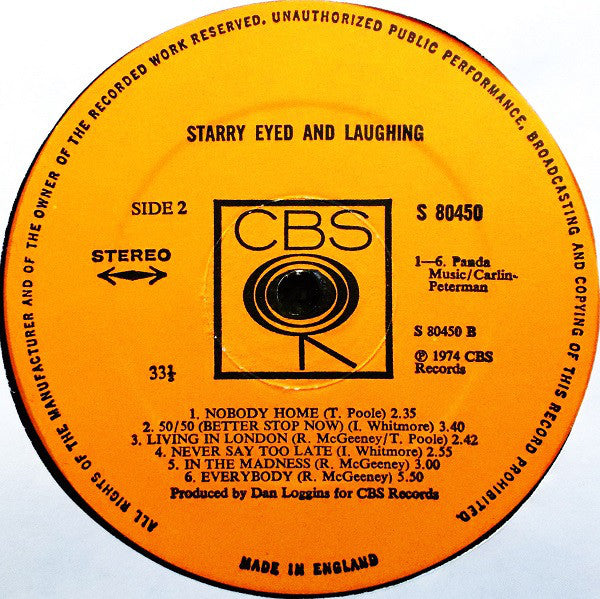 ALL RIGHTS OF THE MANUFACTURER AND OF THE OWNER OF THE RECORDED WORK RESERVED. UNAUTHORIZED PUBLIC PERFORMANCE, BROADCASTING AND COPYING OF THIS RECORD PROHIBITED.
STARRY EYED AND LAUGHING
SIDE 2
CBS
S 80450
STEREO
1—6. Panda
Music/Carlin-
Peterman
S 80450 B
33⅓
℗ 1974 CBS
Records
1. NOBODY HOME (T. Poole) 2.35
2. 50/50 (BETTER STOP NOW) (I. Whitmore) 3.40
3. LIVING IN LONDON (R. McGeeney/T. Poole) 2.42
4. NEVER SAY TOO LATE (I. Whitmore) 2.55
5. IN THE MADNESS (R. McGeeney) 3.00
6. EVERYBODY (R. McGeeney) 5.50
Produced by Dan Loggins for CBS Records
MADE IN ENGLAND